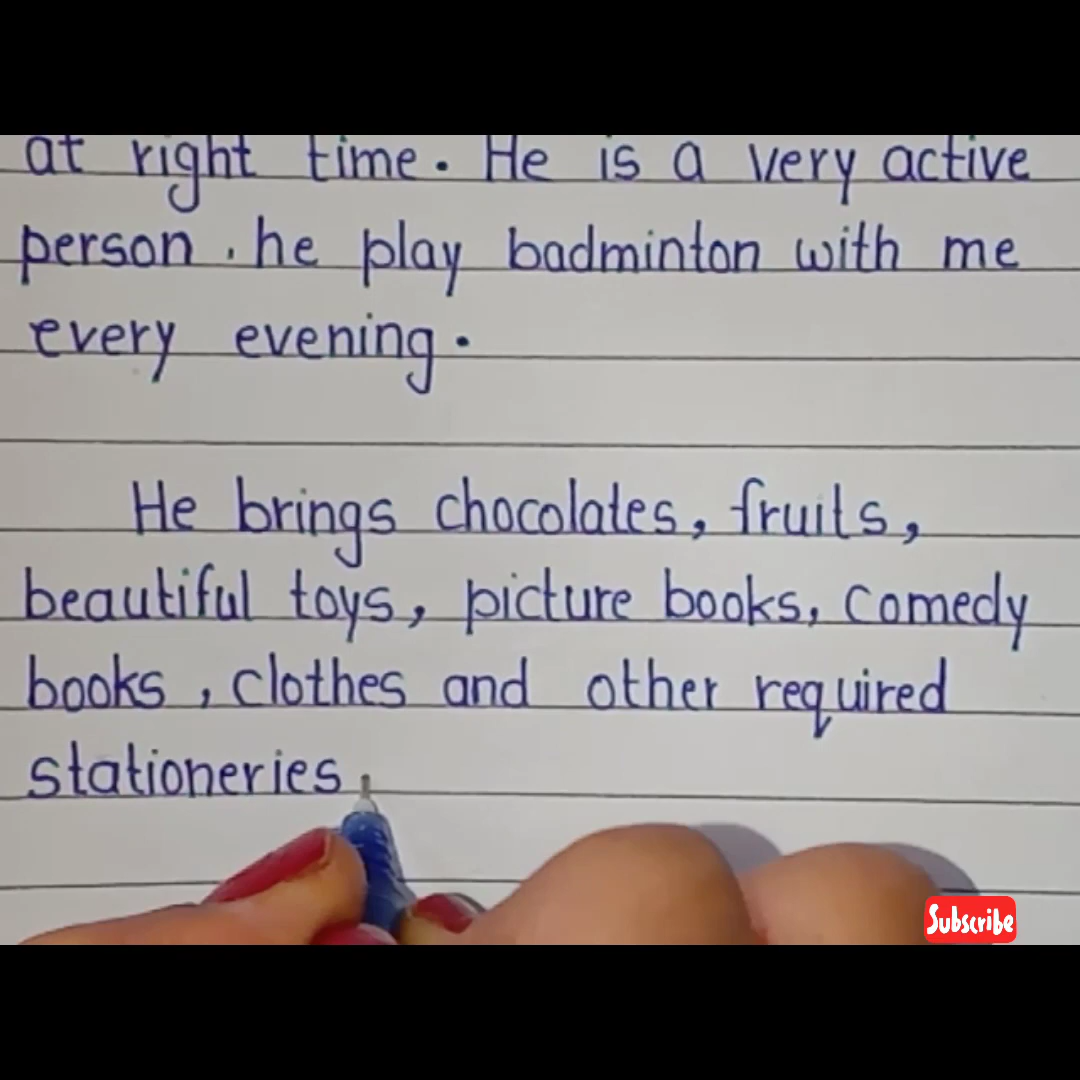 at right time. He is a very active
person. he play badminton with me
every evening.
He brings chocolates, fruits,
beautiful toys, picture books, comedy
books, clothes and other required
stationeries
Subscribe